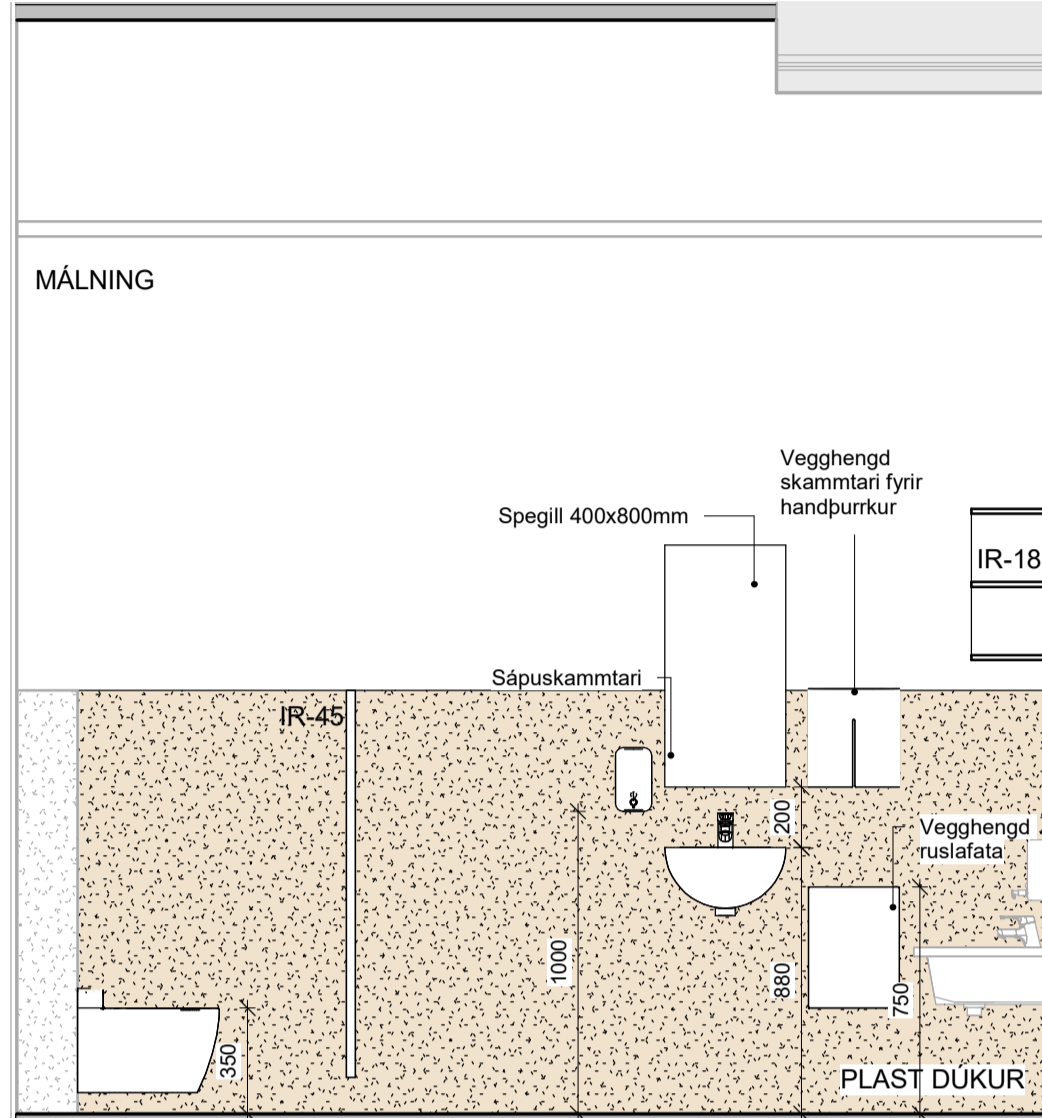 MÁLNING
Vegghengd
skammtari fyrir
handþurrkur
Spegill 400x800mm
IR-18
Sápuskammtari
IR-45
200
Vegghengd
ruslafata
1000
880
750
350
PLAST DÚKUR